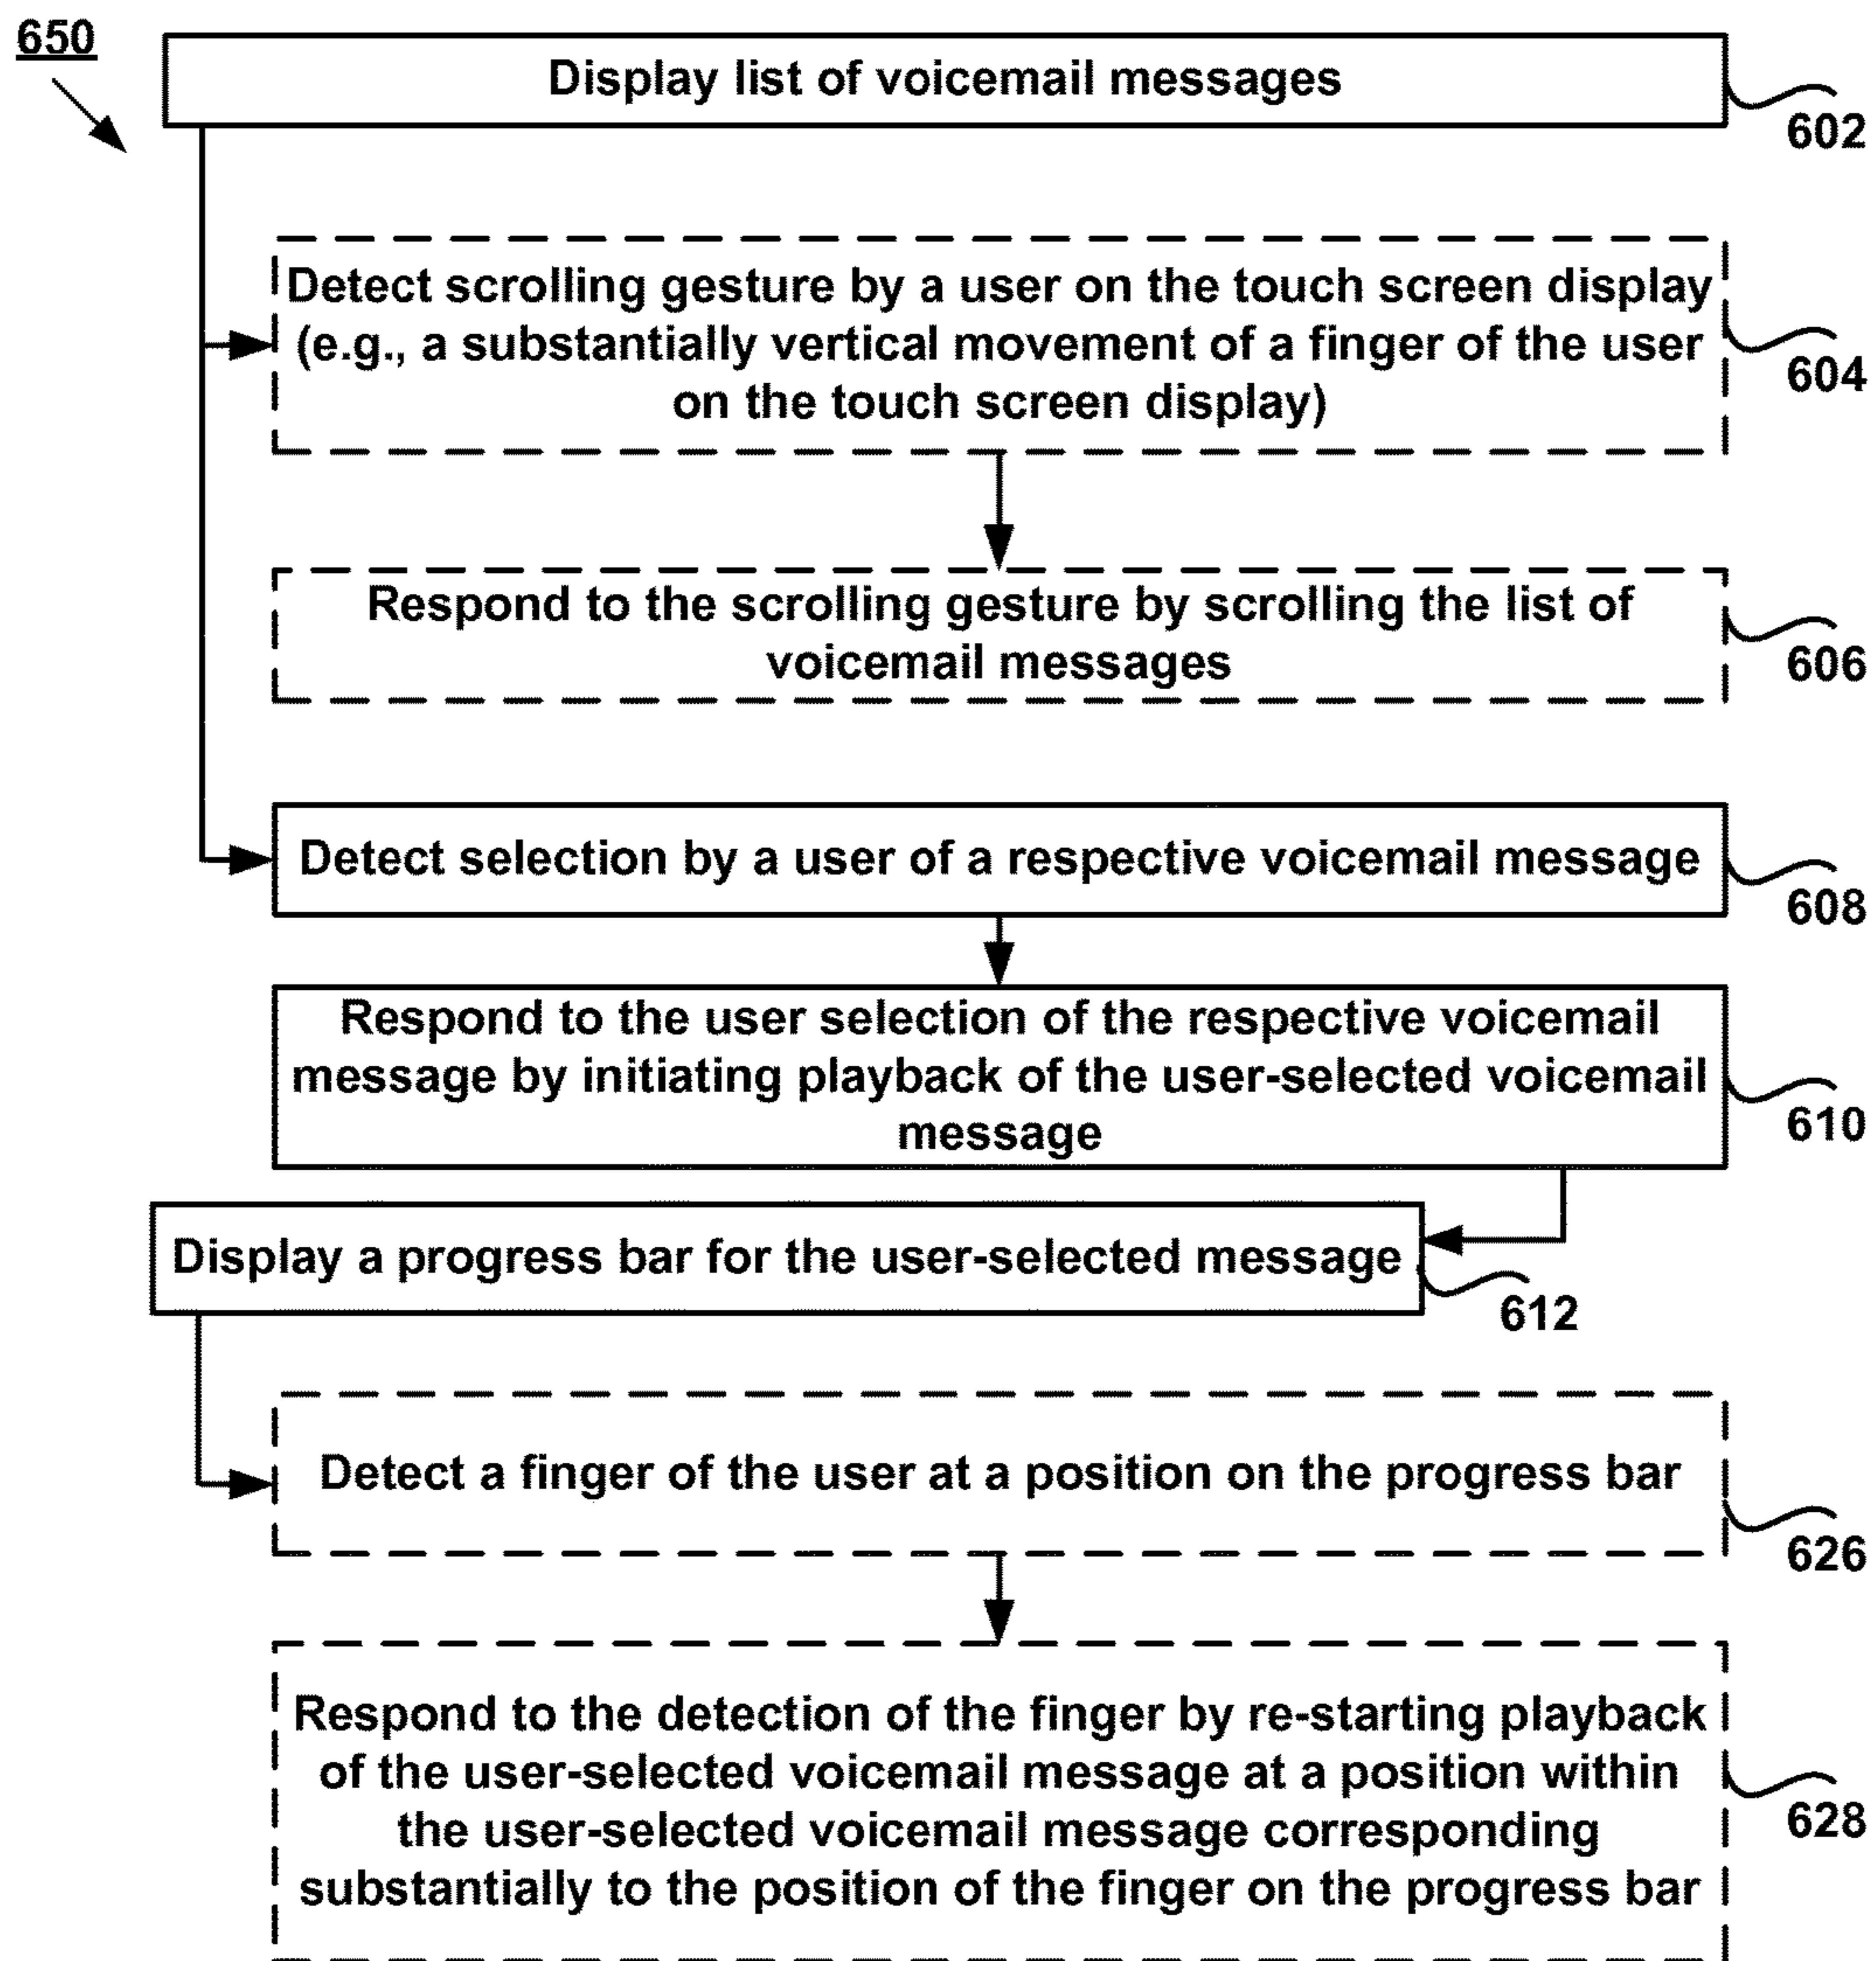 650
Display list of voicemail messages
602
Detect scrolling gesture by a user on the touch screen display
(e.g., a substantially vertical movement of a finger of the user
on the touch screen display)
604
Respond to the scrolling gesture by scrolling the list of
voicemail messages
606
Detect selection by a user of a respective voicemail message
608
Respond to the user selection of the respective voicemail
message by initiating playback of the user-selected voicemail
message
610
Display a progress bar for the user-selected message
612
Detect a finger of the user at a position on the progress bar
626
Respond to the detection of the finger by re-starting playback
of the user-selected voicemail message at a position within
the user-selected voicemail message corresponding
substantially to the position of the finger on the progress bar
628